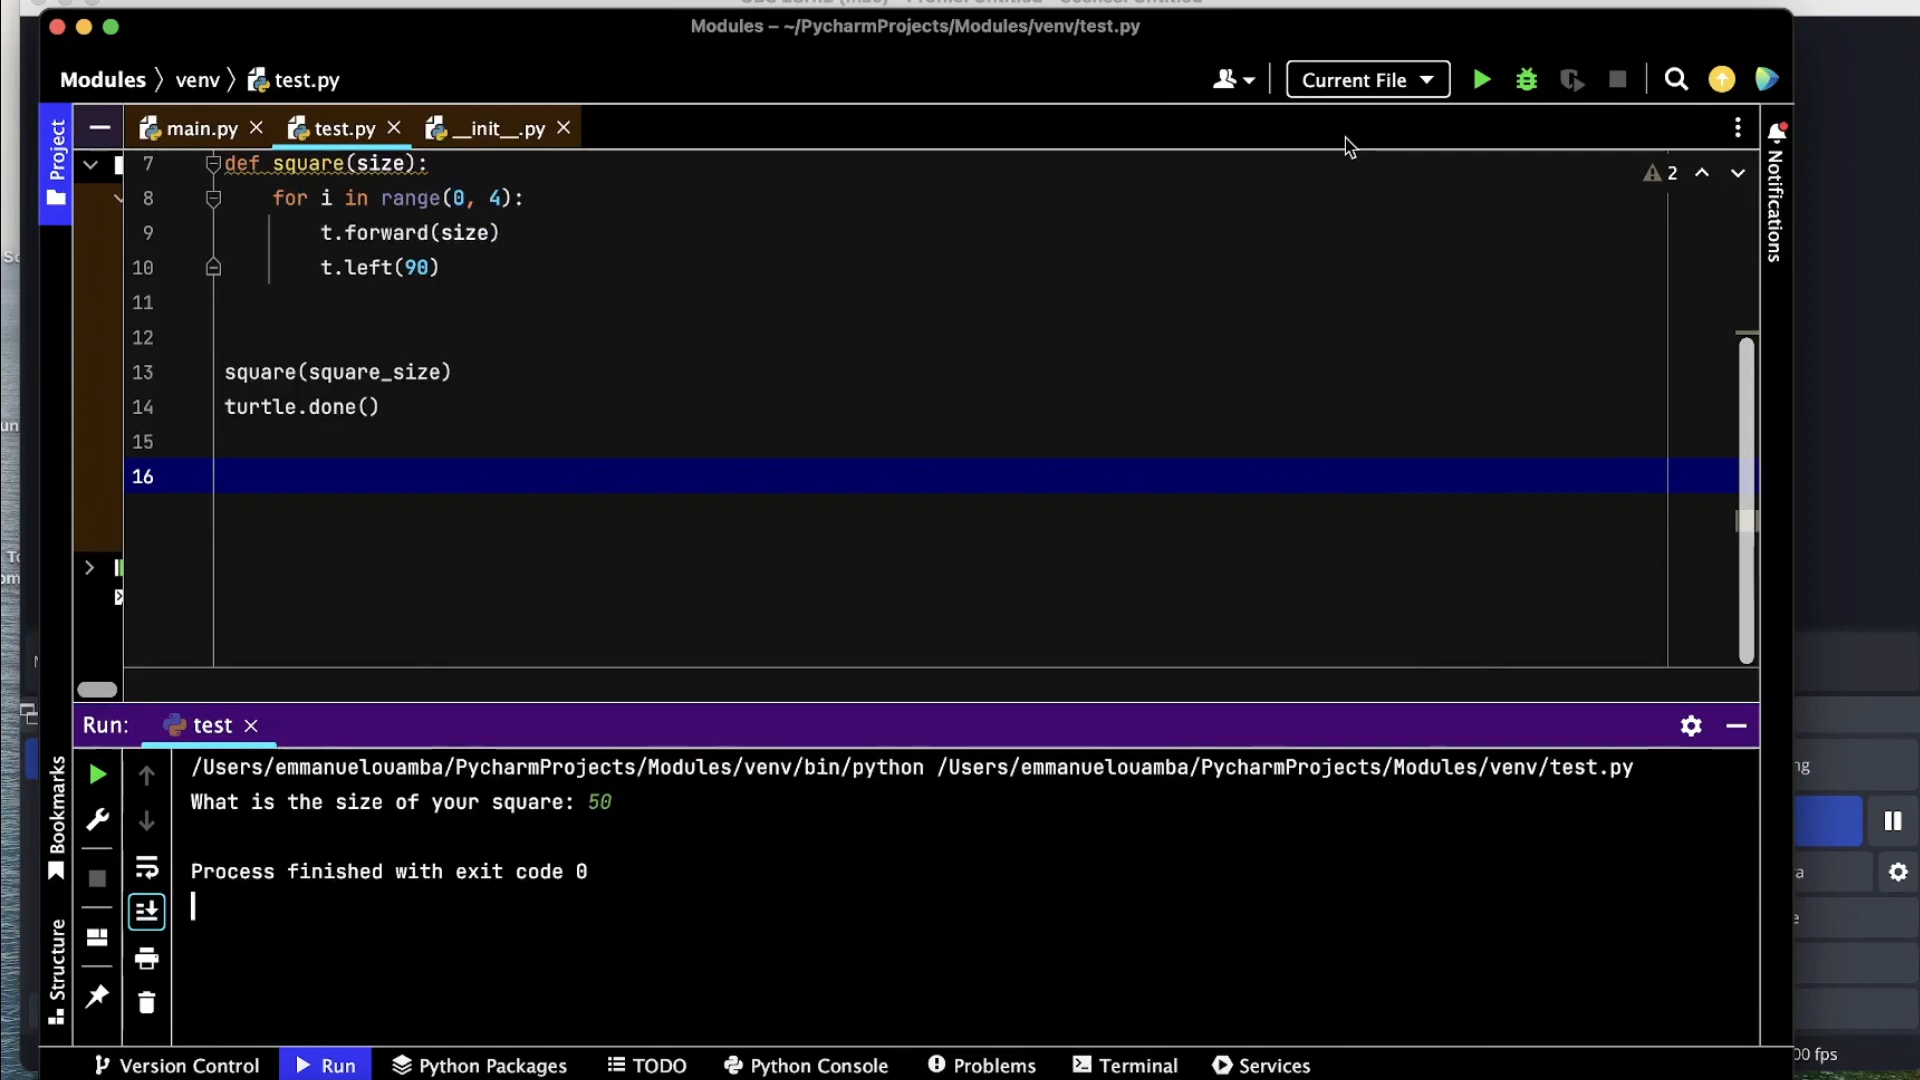 Modules – ~/PycharmProjects/Modules/venv/test.py
Modules 〉 venv 〉 test.py
Current File
Project
main.py
test.py
__init__.py
Notifications
2
7 def square(size):
8 for i in range(0, 4):
9 t.forward(size)
10 t.left(90)
11
12
13 square(square_size)
14 turtle.done()
15
16
Run: test
/Users/emmanuelouamba/PycharmProjects/Modules/venv/bin/python /Users/emmanuelouamba/PycharmProjects/Modules/venv/test.py
What is the size of your square: 50
Process finished with exit code 0
Bookmarks
Structure
Version Control
Run
Python Packages
TODO
Python Console
Problems
Terminal
Services
00 fps